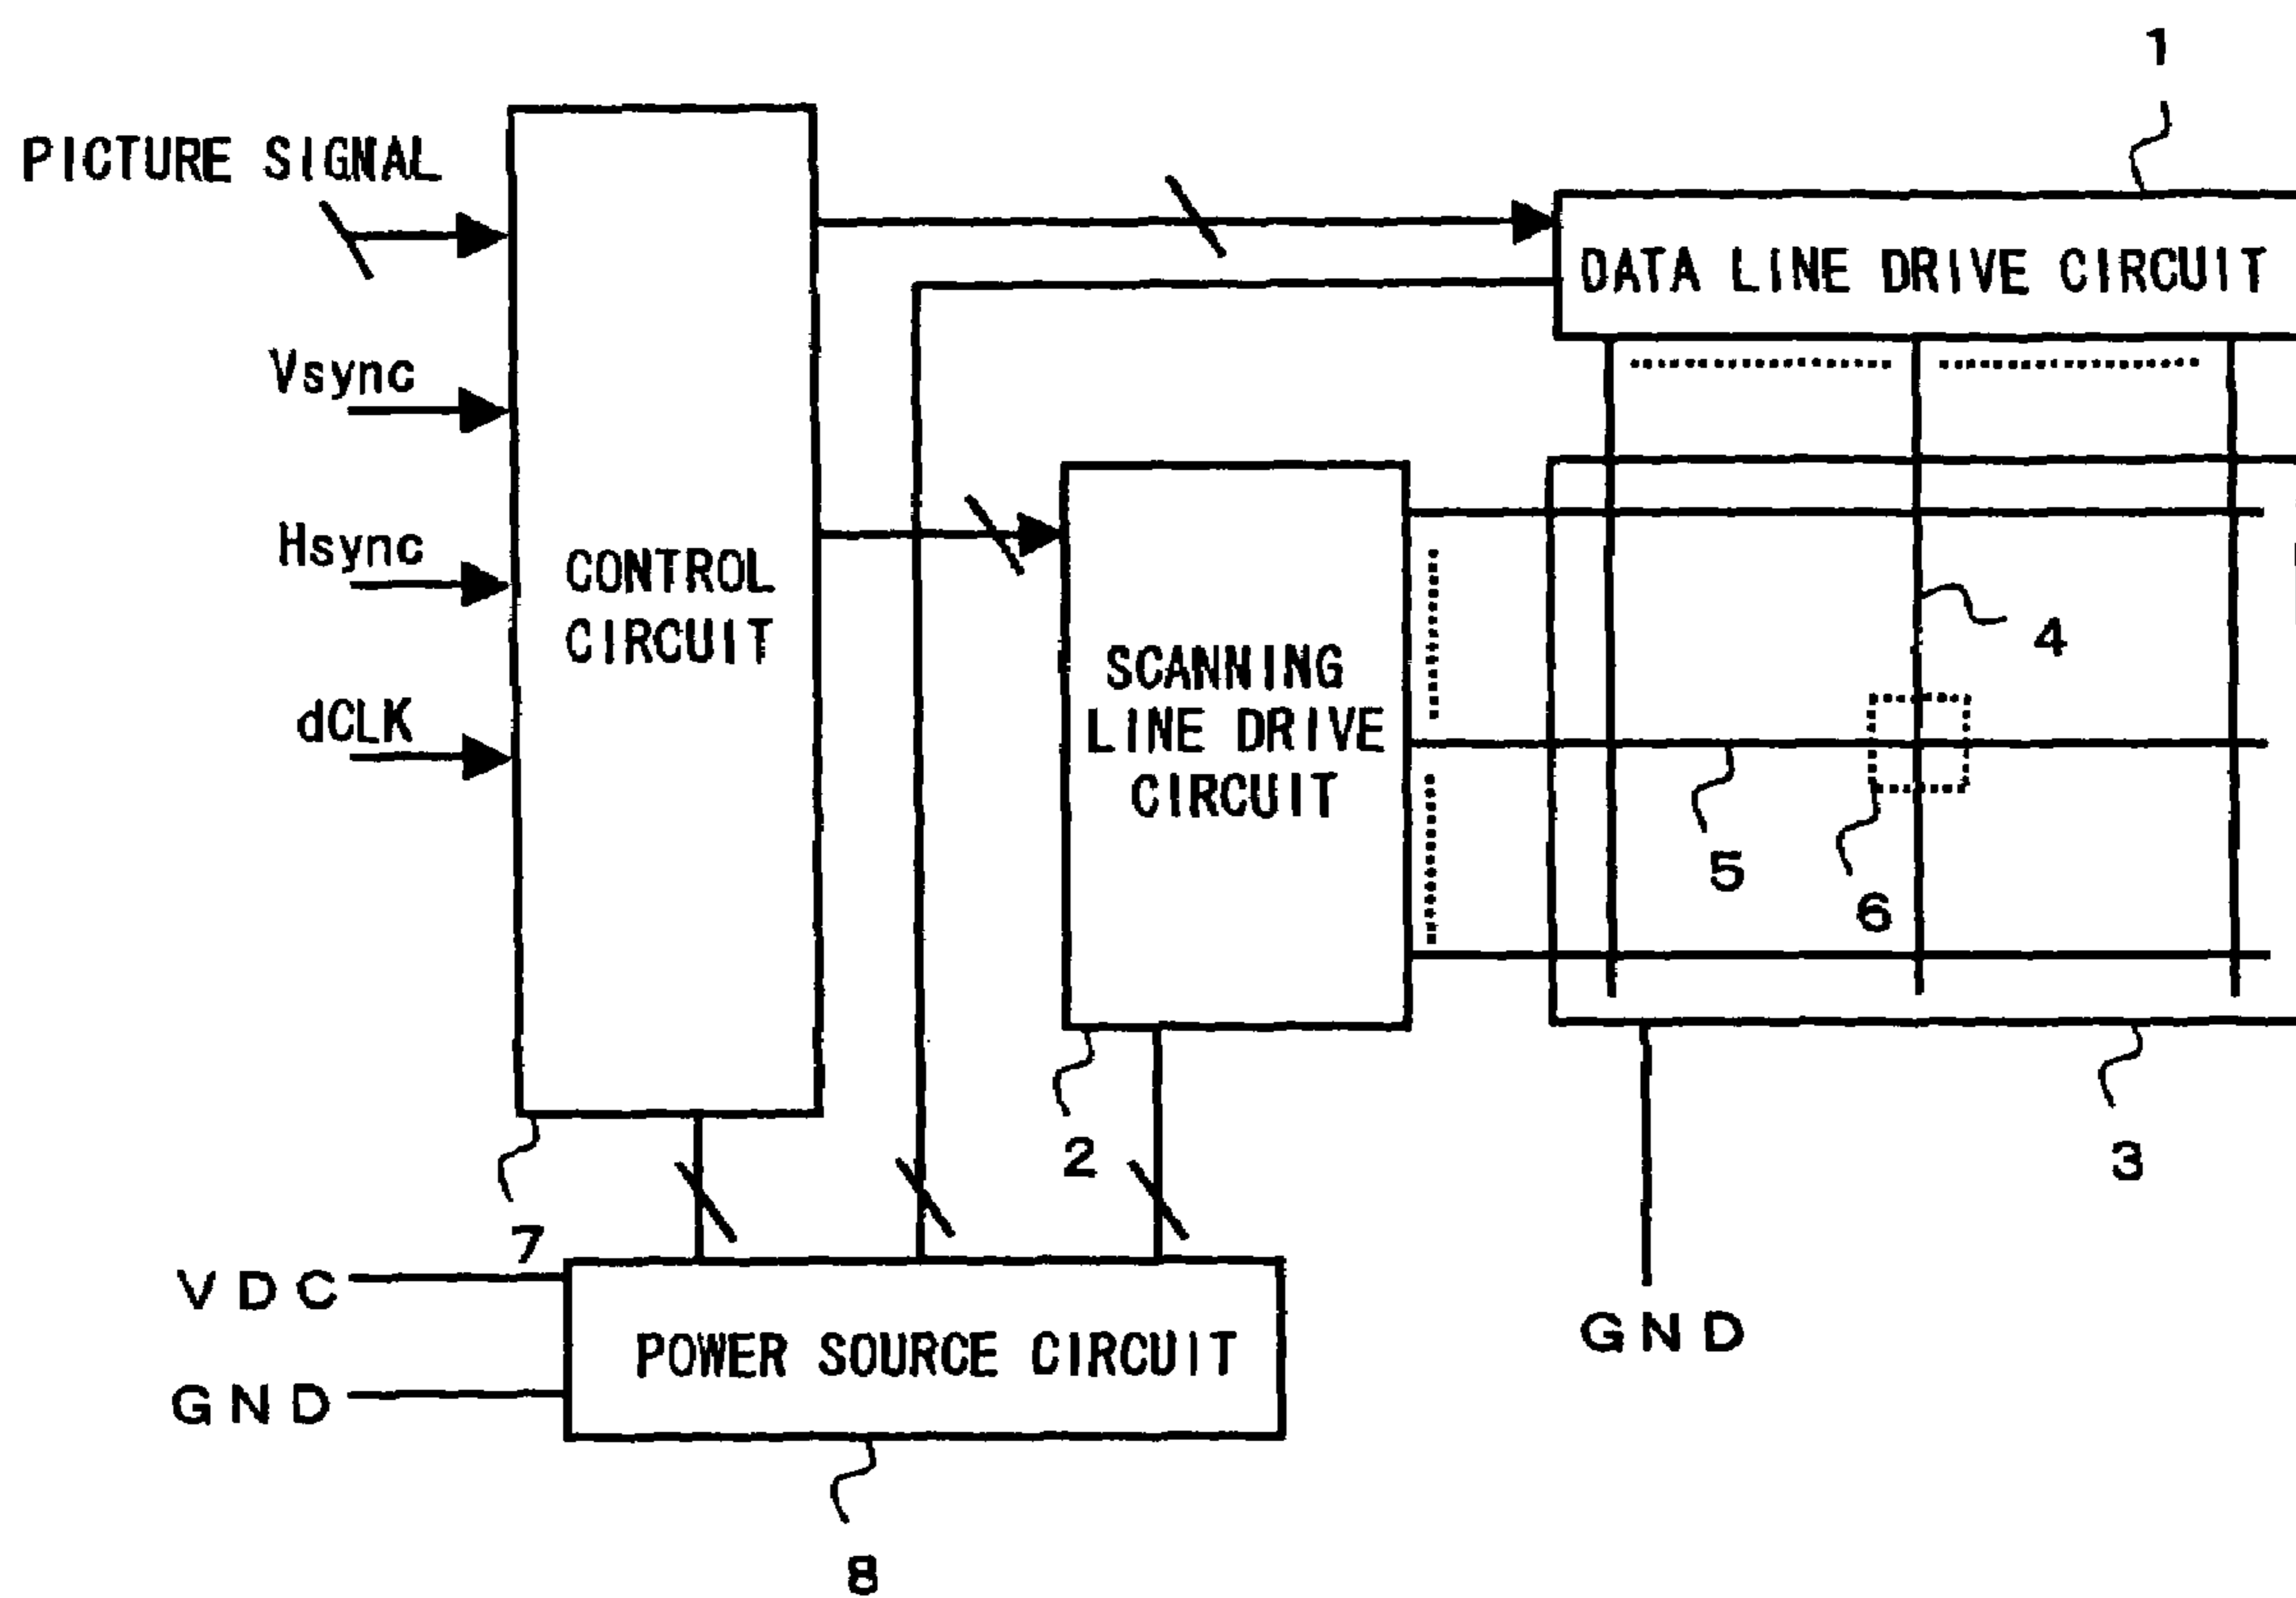 1
PICTURE SIGNAL
DATA LINE DRIVE CIRCUIT
Vsync
Hsync
CONTROL
CIRCUIT
4
SCANNING
LINE DRIVE
CIRCUIT
dCLK
5
6
2
3
7
VDC
GND
POWER SOURCE CIRCUIT
GND
8